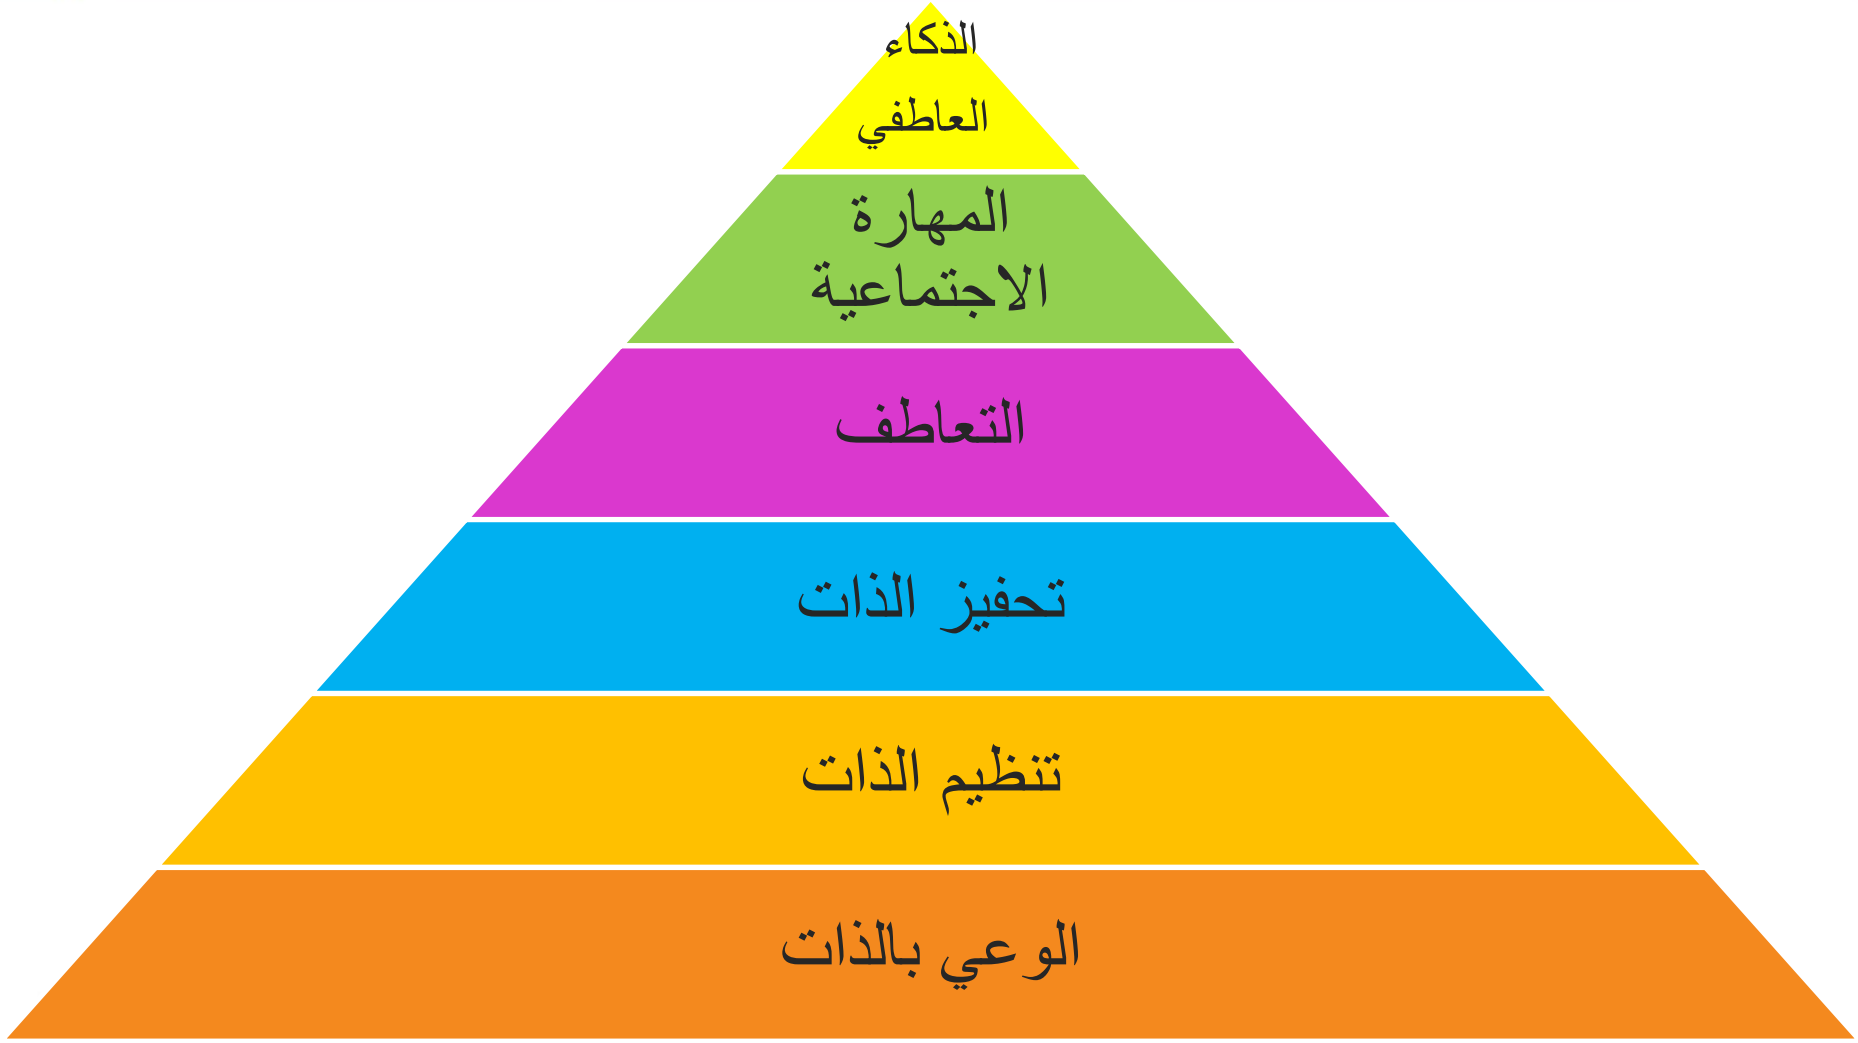 الذكاء
العاطفي
المهارة
الاجتماعية
التعاطف
تحفيز الذات
تنظيم الذات
الوعي بالذات